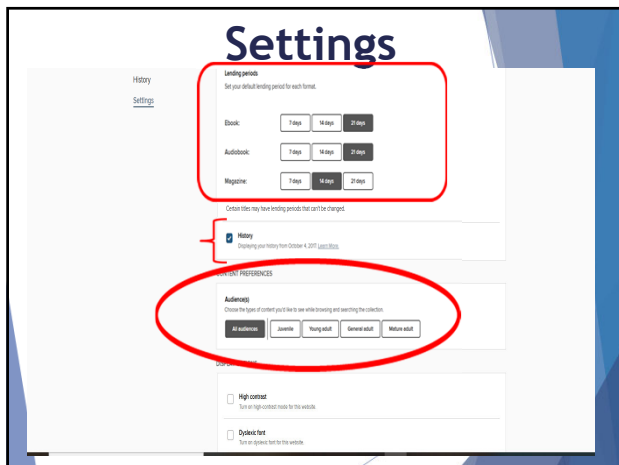 Settings
History
Settings
Lending periods
Set your default lending period for each format.
Ebook: 7 days 14 days 21 days
Audiobook: 7 days 14 days 21 days
Magazine: 7 days 14 days 21 days
Certain titles may have lending periods that can't be changed.
History
Displaying your history from October 4, 2017. Learn More.
CONTENT PREFERENCES
Audience(s)
Choose the types of content you'd like to see while browsing and searching the collection.
All audiences Juvenile Young adult General adult Mature adult
High contrast
Turn on high-contrast mode for this website.
Dyslexic font
Turn on dyslexic font for this website.